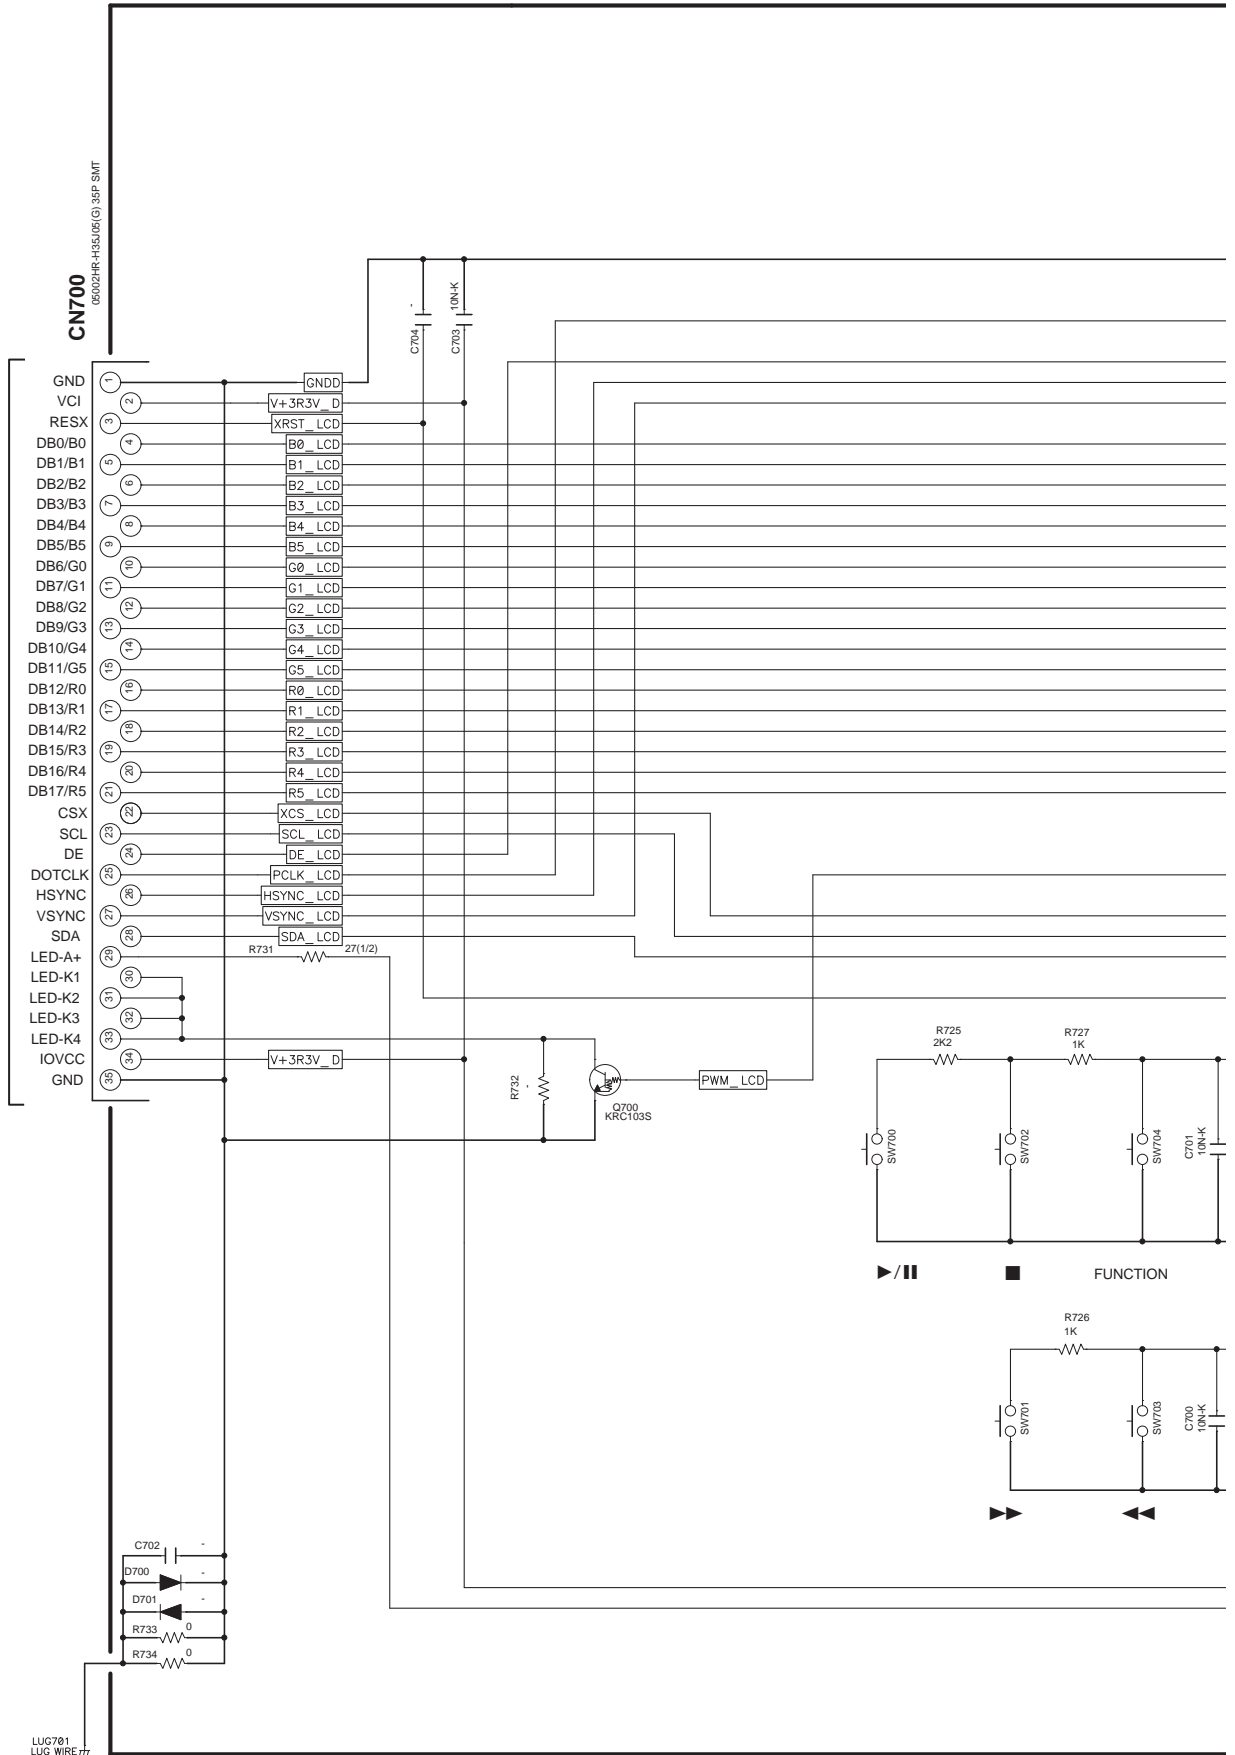 CN700
05002HR-H35J05(G) 35P SMT
10N-K
-
C704
C703
GND 1 GNDD
VCI 2 V+3R3V_D
RESX 3 XRST_LCD
DB0/B0 4 B0_LCD
DB1/B1 5 B1_LCD
DB2/B2 6 B2_LCD
DB3/B3 7 B3_LCD
DB4/B4 8 B4_LCD
DB5/B5 9 B5_LCD
DB6/G0 10 G0_LCD
DB7/G1 11 G1_LCD
DB8/G2 12 G2_LCD
DB9/G3 13 G3_LCD
DB10/G4 14 G4_LCD
DB11/G5 15 G5_LCD
DB12/R0 16 R0_LCD
DB13/R1 17 R1_LCD
DB14/R2 18 R2_LCD
DB15/R3 19 R3_LCD
DB16/R4 20 R4_LCD
DB17/R5 21 R5_LCD
CSX 22 XCS_LCD
SCL 23 SCL_LCD
DE 24 DE_LCD
DOTCLK 25 PCLK_LCD
HSYNC 26 HSYNC_LCD
VSYNC 27 VSYNC_LCD
SDA 28 SDA_LCD
LED-A+ 29 R731 27(1/2)
LED-K1 30
LED-K2 31
LED-K3 32
LED-K4 33
IOVCC 34 V+3R3V_D
GND 35
R732
-
Q700
KRC103S
PWM_LCD
R725
2K2
R727
1K
SW700
SW702
SW704
C701
10N-K
▶/❚❚ ■ FUNCTION
R726
1K
SW701
SW703
C700
10N-K
▶▶ ◀◀
C702 -
D700 -
D701 -
R733 0
R734 0
LUG701
LUG WIRE